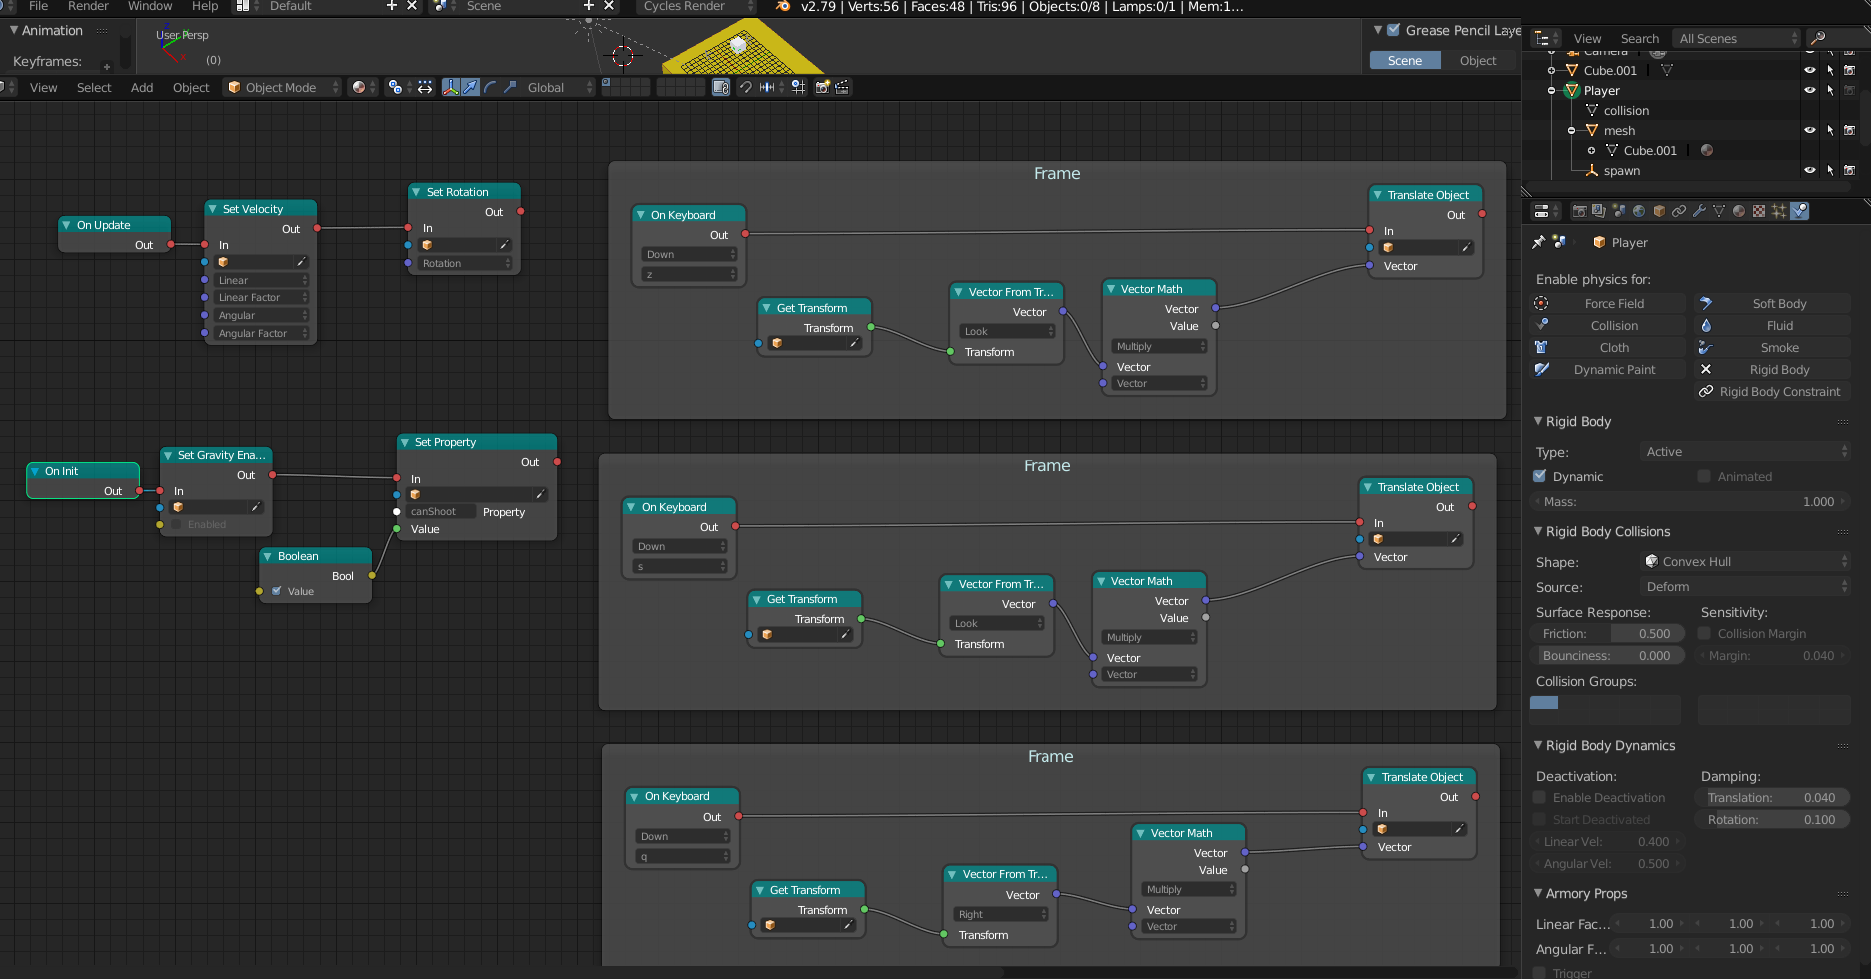 File Render Window Help Default Scene Cycles Render v2.79 | Verts:56 | Faces:48 | Tris:96 | Objects:0/8 | Lamps:0/1 | Mem:1...
Animation
Keyframes:
User Persp
(0)
Grease Pencil Laye
Scene Object
View Select Add Object Object Mode Global
On Update
Out
Set Velocity
Out
In
Linear
Linear Factor
Angular
Angular Factor
Set Rotation
Out
In
Rotation
On Init
Out
Set Gravity Ena...
Out
In
Enabled
Set Property
Out
In
canShoot Property
Value
Boolean
Bool
Value
Frame
On Keyboard
Out
Down
z
Get Transform
Transform
Vector From Tr...
Vector
Look
Transform
Vector Math
Vector
Value
Multiply
Vector
Vector
Translate Object
Out
In
Vector
Frame
On Keyboard
Out
Down
s
Get Transform
Transform
Vector From Tr...
Vector
Look
Transform
Vector Math
Vector
Value
Multiply
Vector
Vector
Translate Object
Out
In
Vector
Frame
On Keyboard
Out
Down
q
Get Transform
Transform
Vector From Tr...
Vector
Right
Transform
Vector Math
Vector
Value
Multiply
Vector
Vector
Translate Object
Out
In
Vector
View Search All Scenes
Camera
Cube.001
Player
collision
mesh
Cube.001
spawn
Player
Enable physics for:
Force Field Soft Body
Collision Fluid
Cloth Smoke
Dynamic Paint Rigid Body
Rigid Body Constraint
Rigid Body
Type: Active
Dynamic Animated
Mass: 1.000
Rigid Body Collisions
Shape: Convex Hull
Source: Deform
Surface Response: Sensitivity:
Friction: 0.500 Collision Margin
Bounciness: 0.000 Margin: 0.040
Collision Groups:
Rigid Body Dynamics
Deactivation: Damping:
Enable Deactivation Translation: 0.040
Start Deactivated Rotation: 0.100
Linear Vel: 0.400
Angular Vel: 0.500
Armory Props
Linear Fac... 1.00 1.00 1.00
Angular F... 1.00 1.00 1.00
Trigger